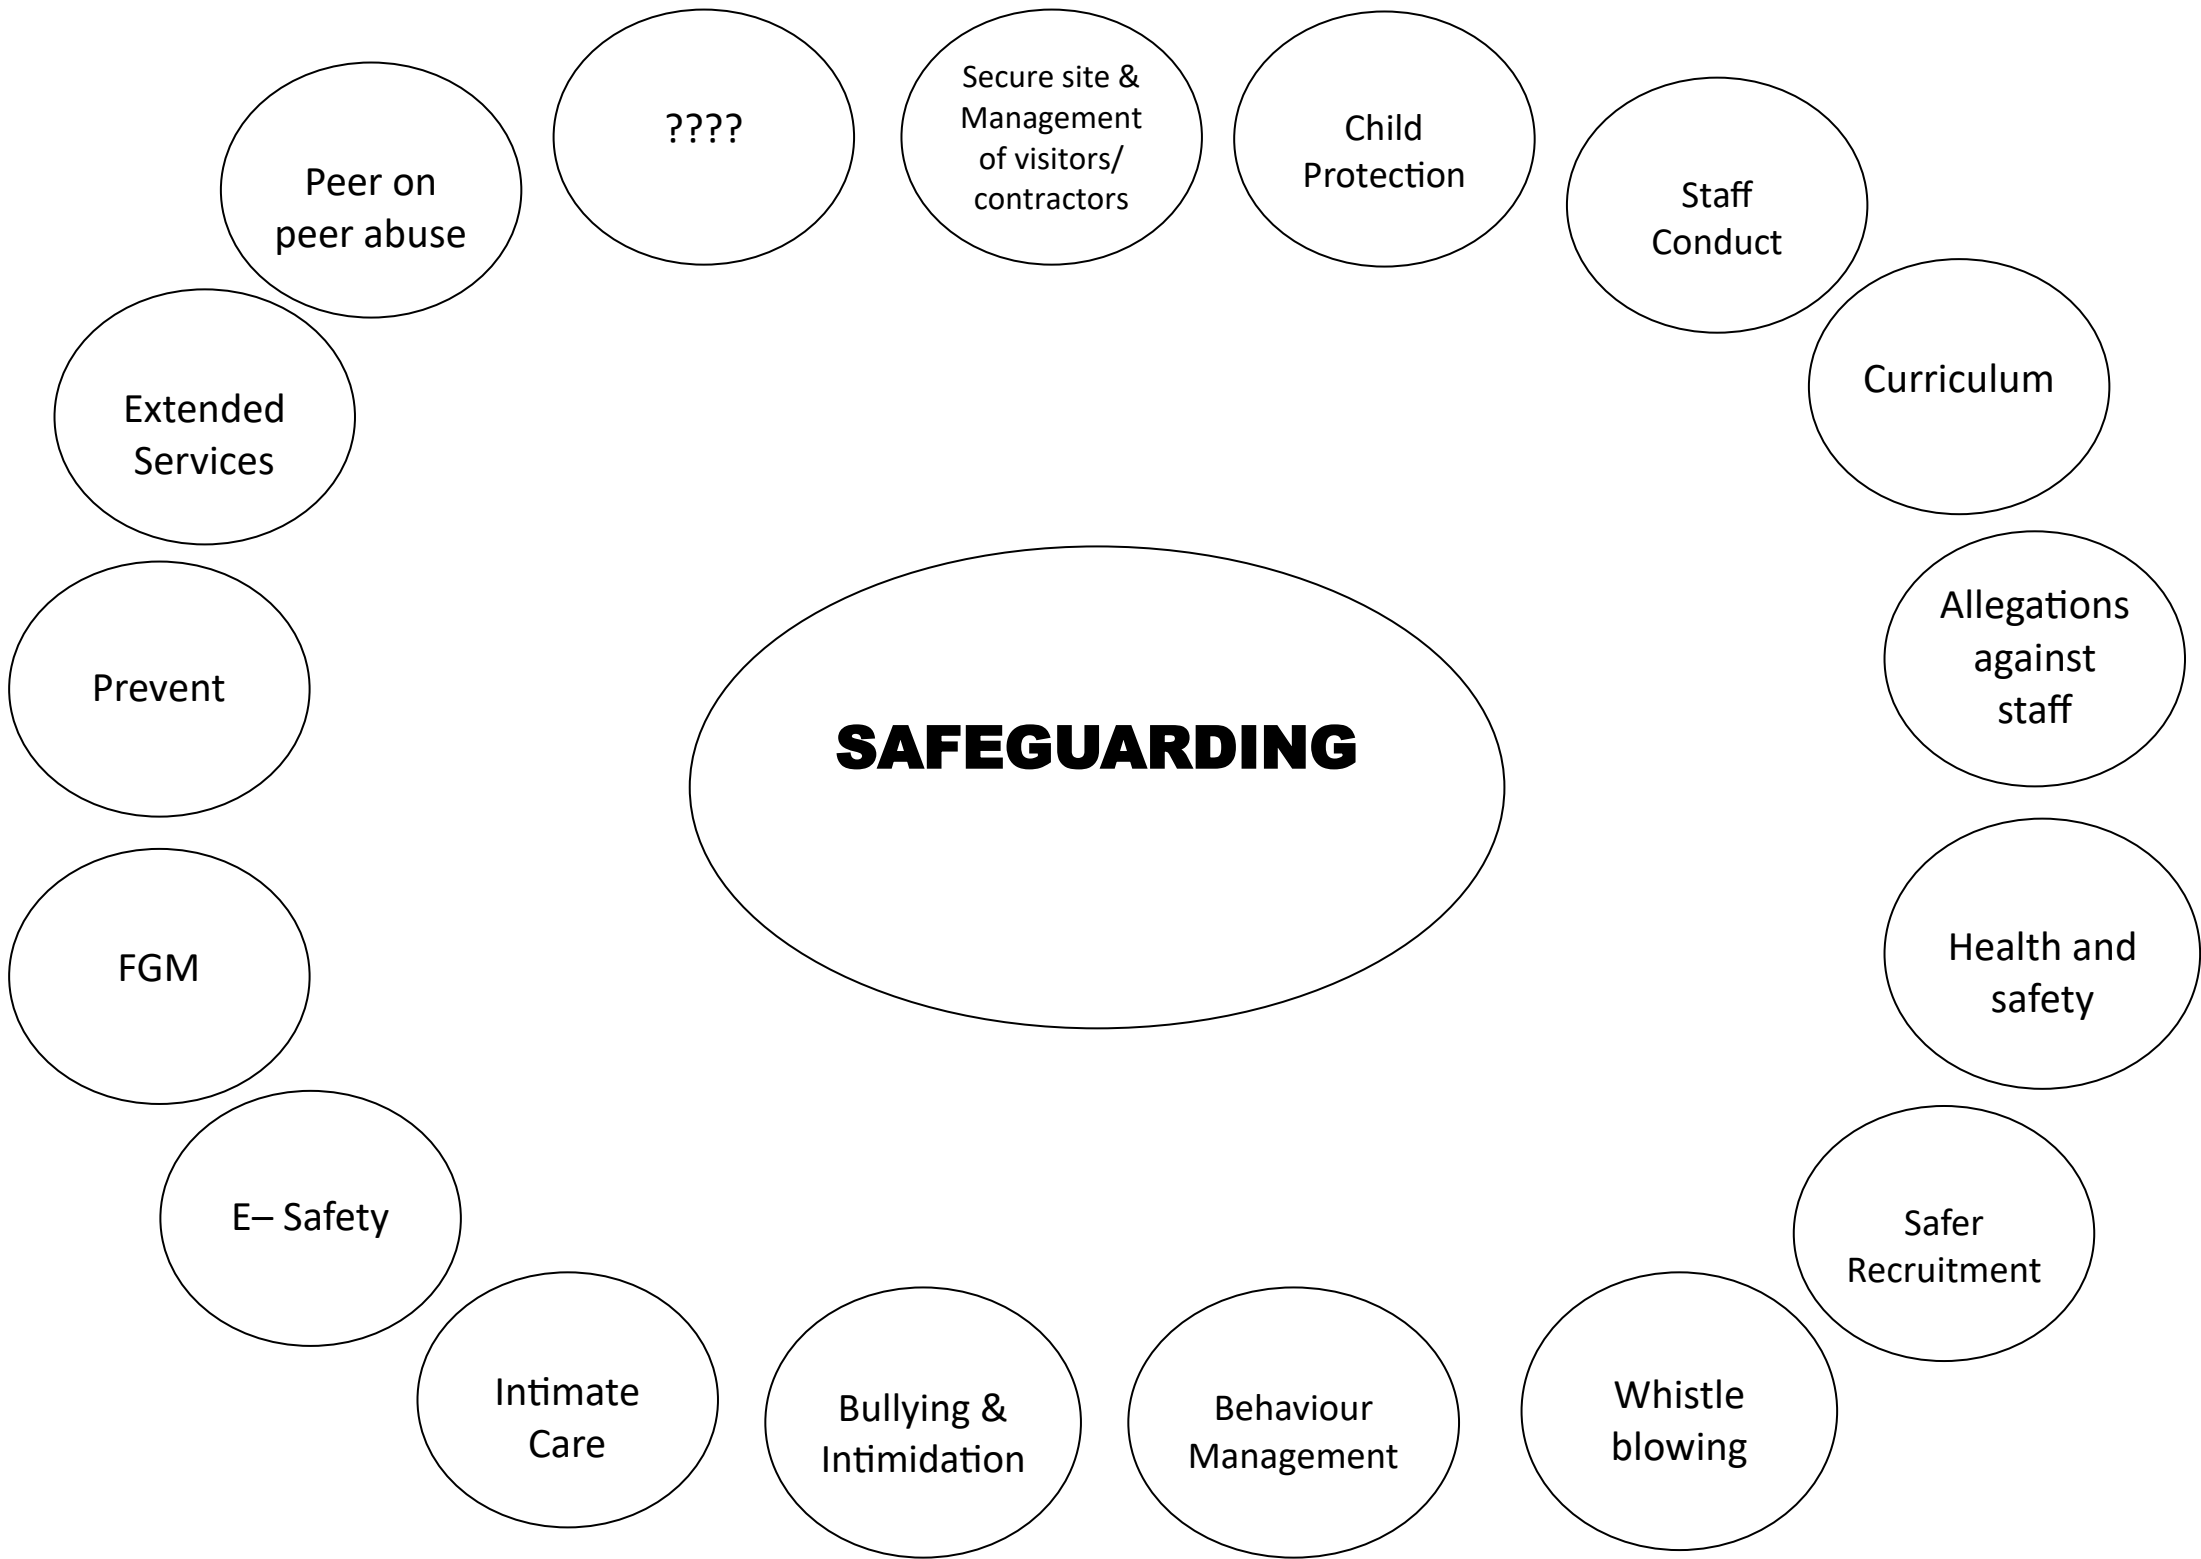 ????
Secure site &
Management
of visitors/
contractors
Child
Protection
Staff
Conduct
Curriculum
Allegations
against
staff
Health and
safety
Safer
Recruitment
Whistle
blowing
Behaviour
Management
Bullying &
Intimidation
Intimate
Care
E– Safety
FGM
Prevent
Extended
Services
Peer on
peer abuse
SAFEGUARDING